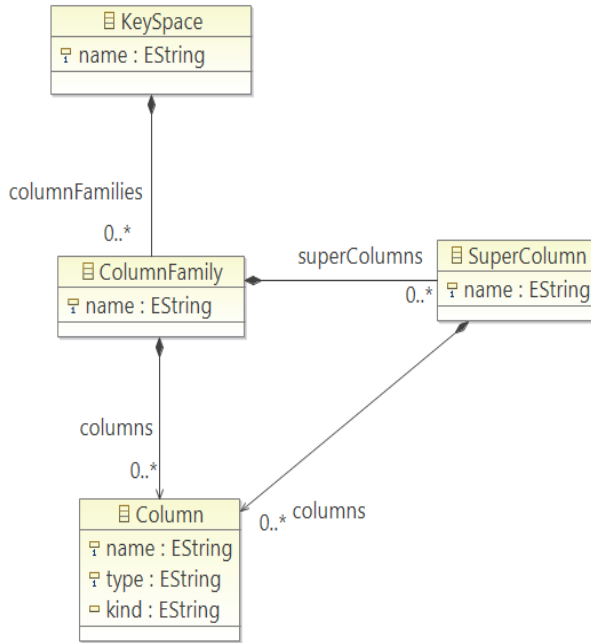 KeySpace
name : EString
columnFamilies
0..*
ColumnFamily
name : EString
superColumns
0..*
SuperColumn
name : EString
columns
0..*
Column
name : EString
type : EString
kind : EString
0..* columns